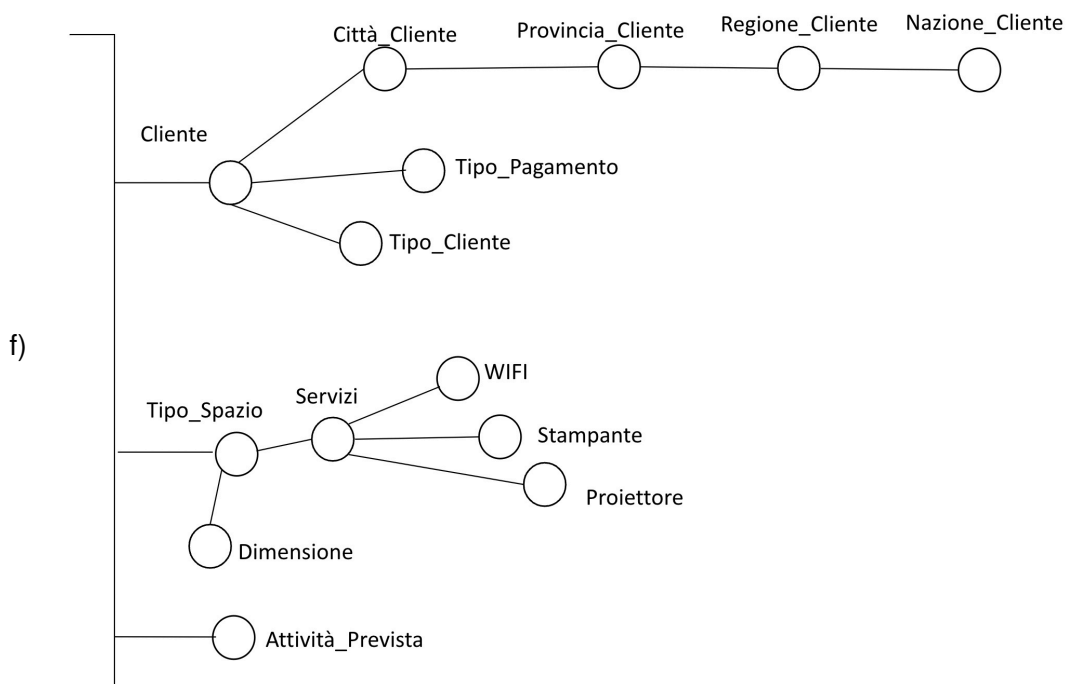 Città_Cliente
Provincia_Cliente
Regione_Cliente
Nazione_Cliente
Cliente
Tipo_Pagamento
Tipo_Cliente
f)
WIFI
Servizi
Tipo_Spazio
Stampante
Proiettore
Dimensione
Attività_Prevista